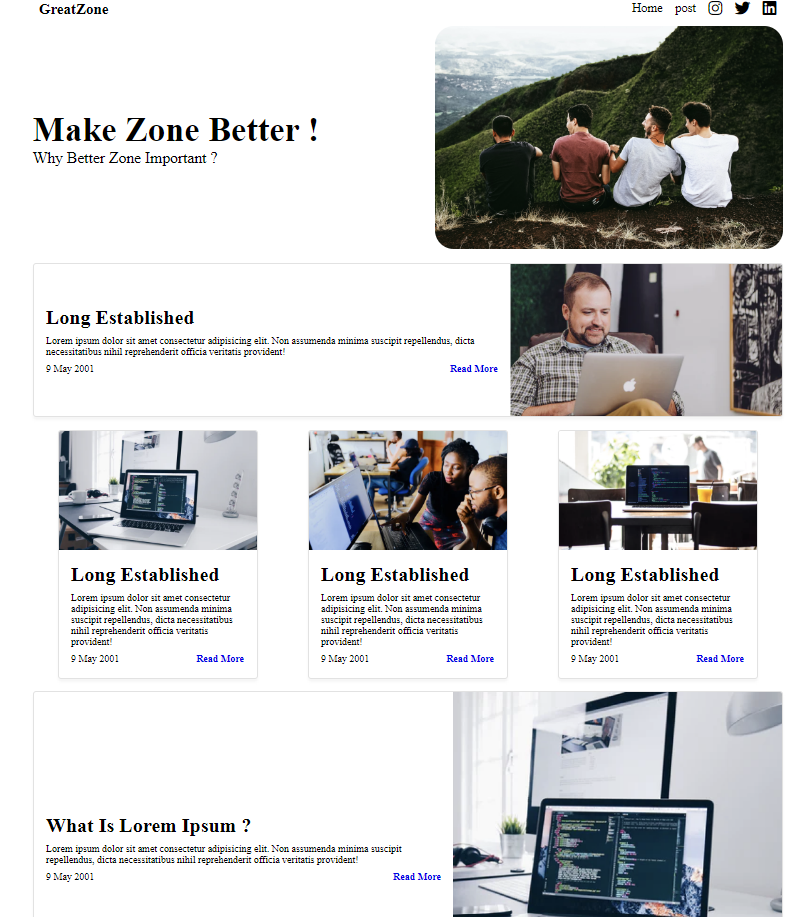 GreatZone
Home post
Make Zone Better !
Why Better Zone Important ?
Long Established
Lorem ipsum dolor sit amet consectetur adipisicing elit. Non assumenda minima suscipit repellendus, dicta
necessitatibus nihil reprehenderit officia veritatis provident!
9 May 2001 Read More
Long Established
Lorem ipsum dolor sit amet consectetur
adipisicing elit. Non assumenda minima
suscipit repellendus, dicta necessitatibus
nihil reprehenderit officia veritatis
provident!
9 May 2001 Read More
Long Established
Lorem ipsum dolor sit amet consectetur
adipisicing elit. Non assumenda minima
suscipit repellendus, dicta necessitatibus
nihil reprehenderit officia veritatis
provident!
9 May 2001 Read More
Long Established
Lorem ipsum dolor sit amet consectetur
adipisicing elit. Non assumenda minima
suscipit repellendus, dicta necessitatibus
nihil reprehenderit officia veritatis
provident!
9 May 2001 Read More
What Is Lorem Ipsum ?
Lorem ipsum dolor sit amet consectetur adipisicing elit. Non assumenda minima suscipit
repellendus, dicta necessitatibus nihil reprehenderit officia veritatis provident!
9 May 2001 Read More